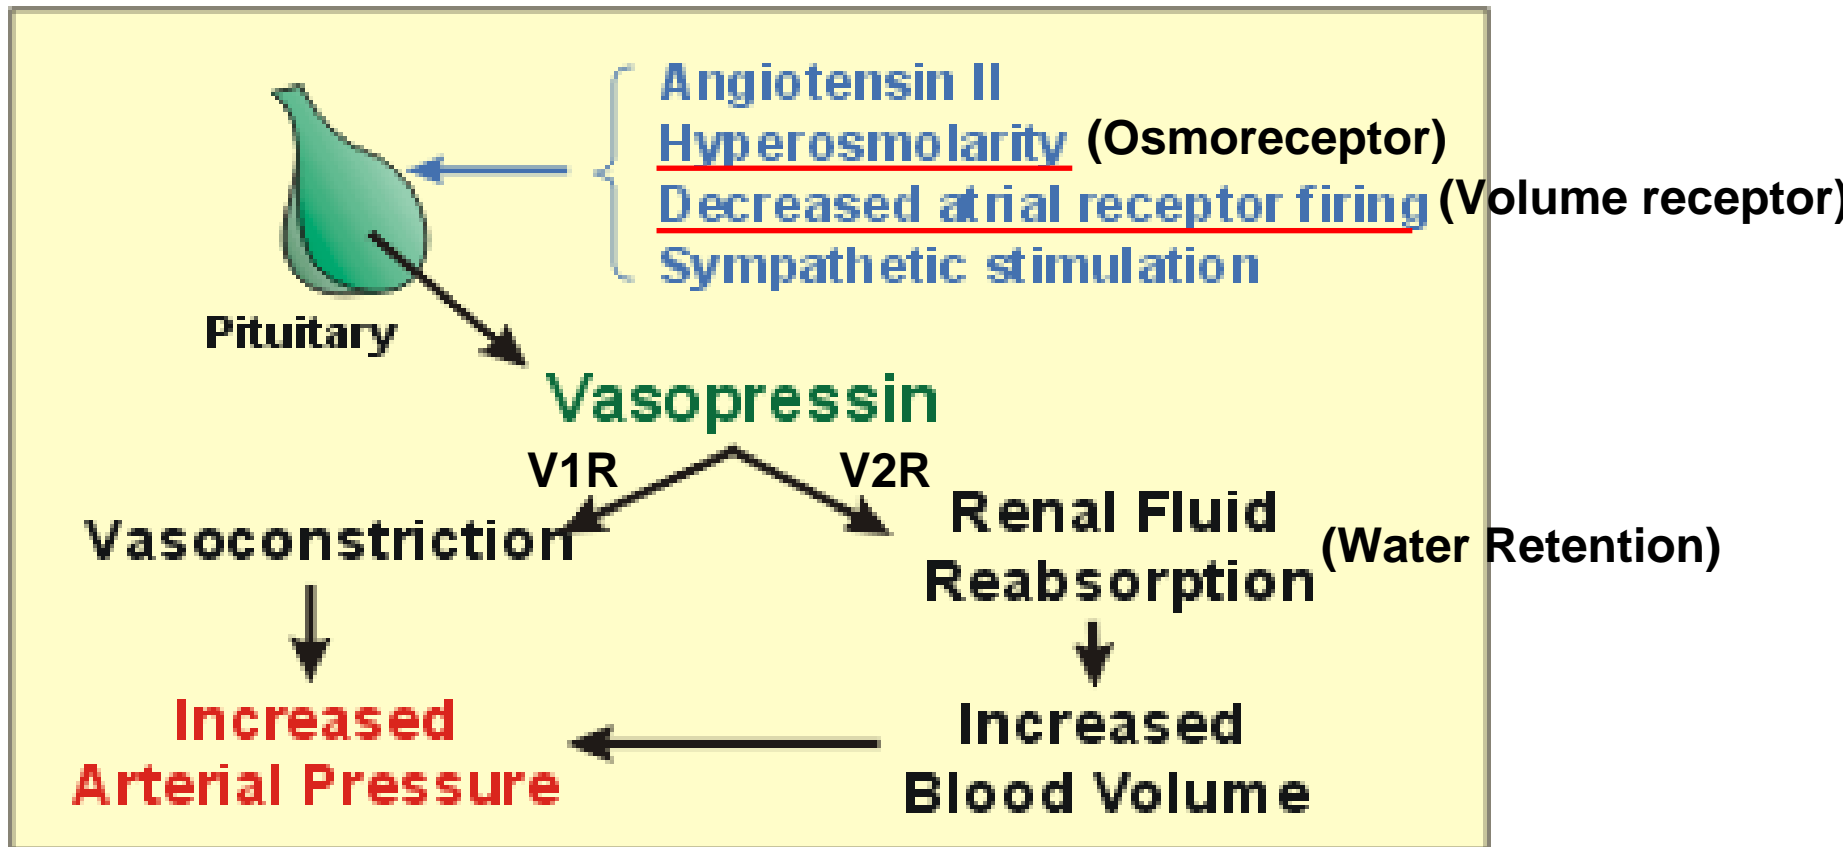 Angiotensin II
Hyperosmolarity (Osmoreceptor)
Decreased atrial receptor firing (Volume receptor)
Sympathetic stimulation
Pituitary
Vasopressin
V1R V2R
Vasoconstriction
Renal Fluid
Reabsorption
(Water Retention)
Increased
Arterial Pressure
Increased
Blood Volume